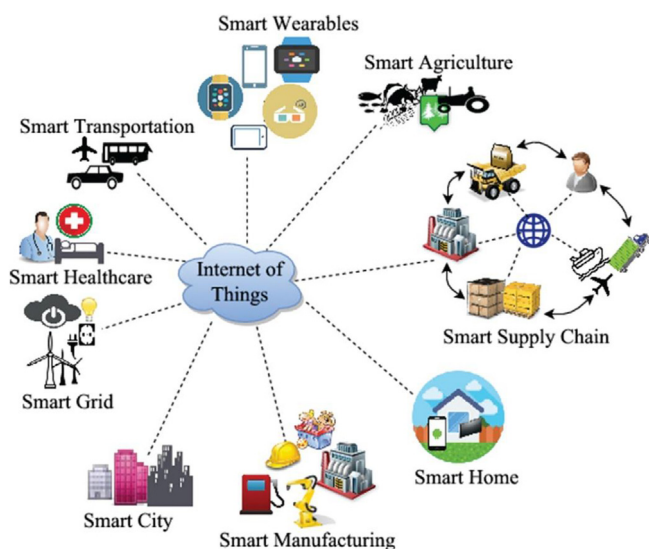 Smart Wearables
Smart Agriculture
Smart Transportation
Smart Healthcare
Internet of
Things
Smart Supply Chain
Smart Grid
Smart Home
Smart City
Smart Manufacturing